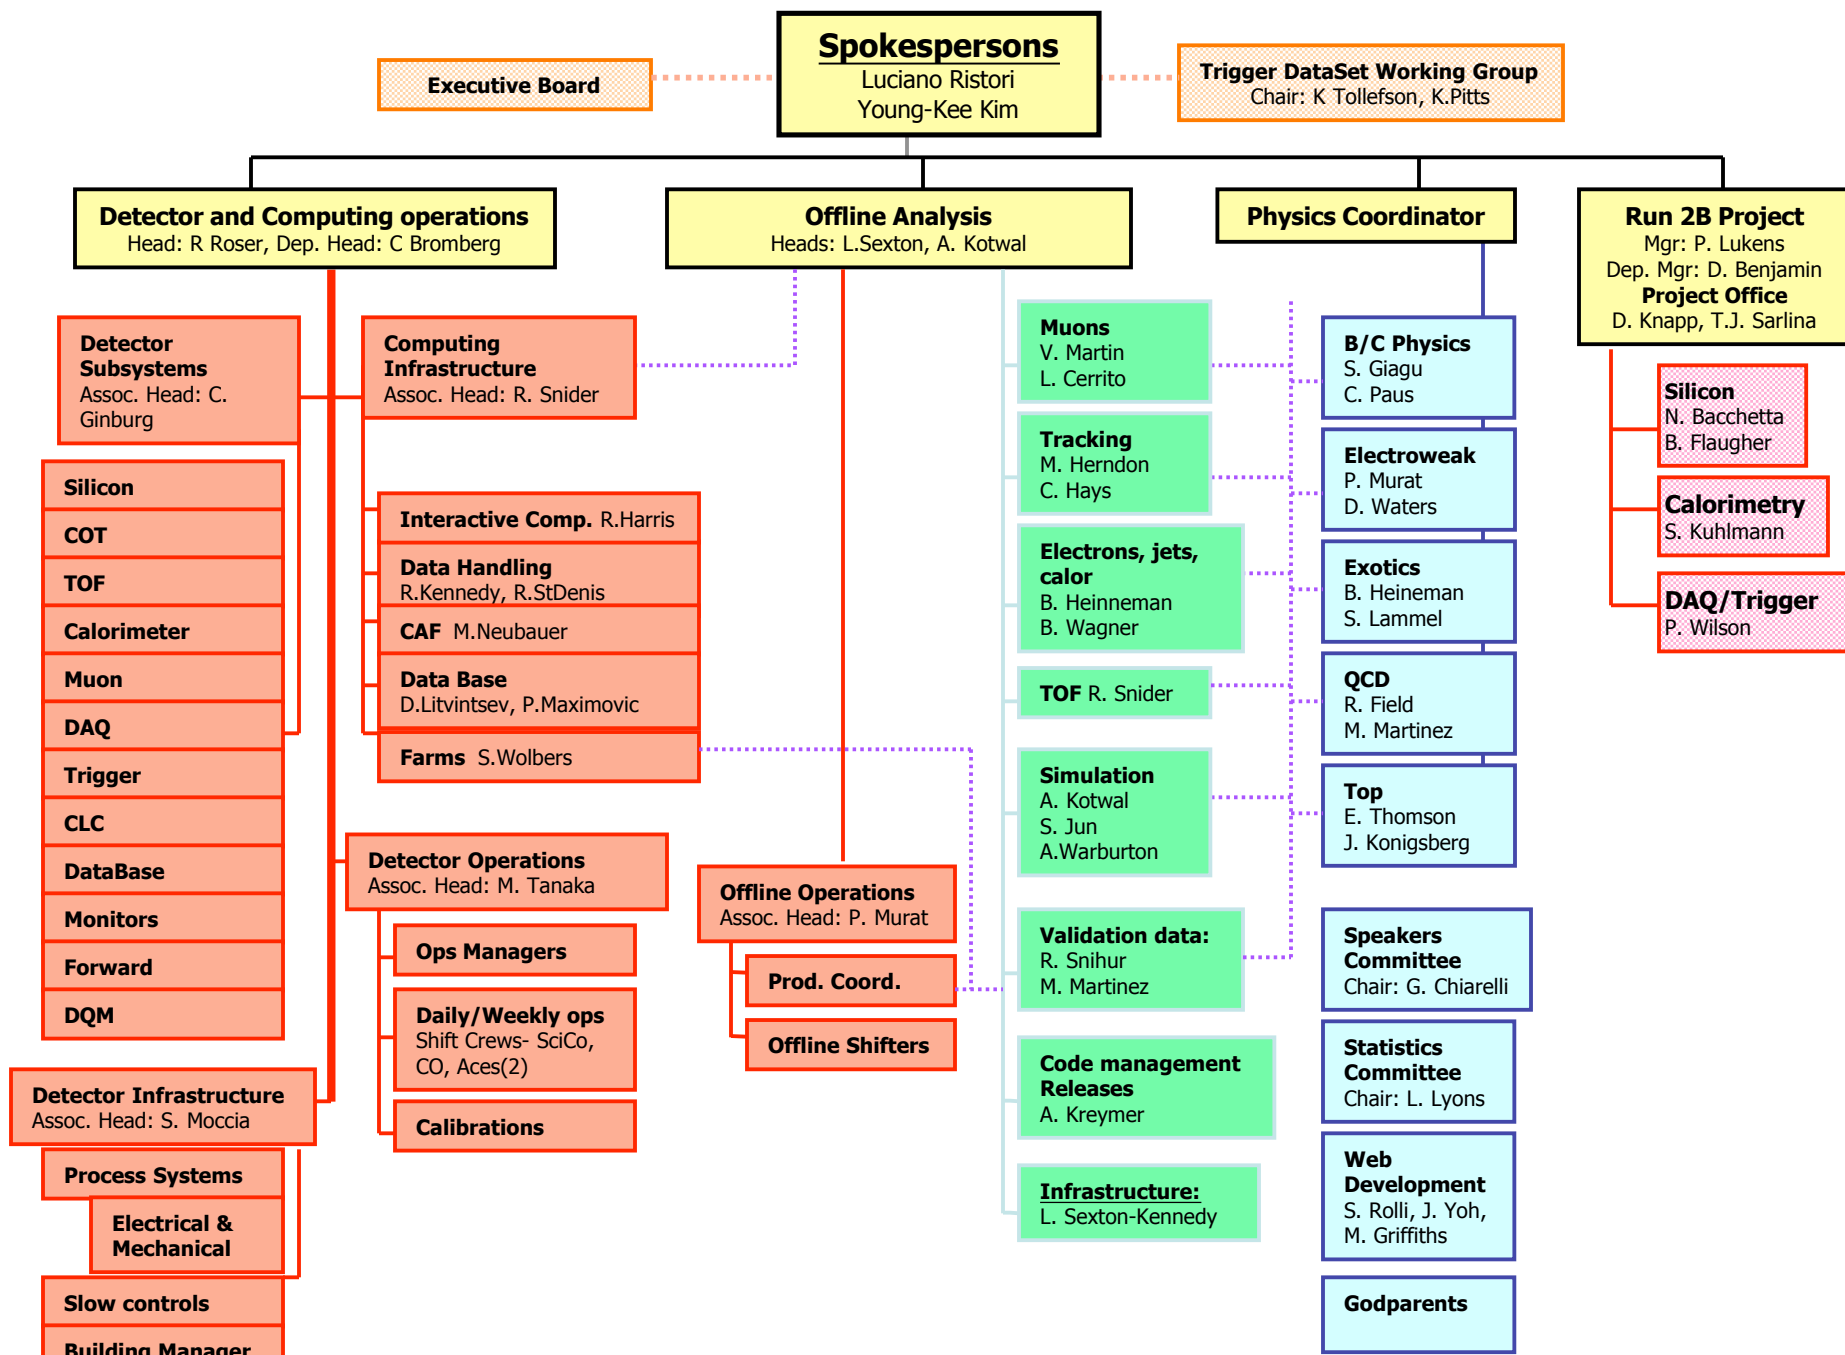 Spokespersons
Luciano Ristori
Young-Kee Kim
Executive Board
Trigger DataSet Working Group
Chair: K Tollefson, K.Pitts
Detector and Computing operations
Head: R Roser, Dep. Head: C Bromberg
Offline Analysis
Heads: L.Sexton, A. Kotwal
Physics Coordinator
Run 2B Project
Mgr: P. Lukens
Dep. Mgr: D. Benjamin
Project Office
D. Knapp, T.J. Sarlina
Detector
Subsystems
Assoc. Head: C.
Ginburg
Silicon
COT
TOF
Calorimeter
Muon
DAQ
Trigger
CLC
DataBase
Monitors
Forward
DQM
Detector Infrastructure
Assoc. Head: S. Moccia
Process Systems
Electrical &
Mechanical
Slow controls
Building Manager
Computing
Infrastructure
Assoc. Head: R. Snider
Interactive Comp. R.Harris
Data Handling
R.Kennedy, R.StDenis
CAF M.Neubauer
Data Base
D.Litvintsev, P.Maximovic
Farms S.Wolbers
Detector Operations
Assoc. Head: M. Tanaka
Ops Managers
Daily/Weekly ops
Shift Crews- SciCo,
CO, Aces(2)
Calibrations
Offline Operations
Assoc. Head: P. Murat
Prod. Coord.
Offline Shifters
Muons
V. Martin
L. Cerrito
Tracking
M. Herndon
C. Hays
Electrons, jets,
calor
B. Heinneman
B. Wagner
TOF R. Snider
Simulation
A. Kotwal
S. Jun
A.Warburton
Validation data:
R. Snihur
M. Martinez
Code management
Releases
A. Kreymer
Infrastructure:
L. Sexton-Kennedy
B/C Physics
S. Giagu
C. Paus
Electroweak
P. Murat
D. Waters
Exotics
B. Heineman
S. Lammel
QCD
R. Field
M. Martinez
Top
E. Thomson
J. Konigsberg
Speakers
Committee
Chair: G. Chiarelli
Statistics
Committee
Chair: L. Lyons
Web
Development
S. Rolli, J. Yoh,
M. Griffiths
Godparents
Silicon
N. Bacchetta
B. Flaugher
Calorimetry
S. Kuhlmann
DAQ/Trigger
P. Wilson